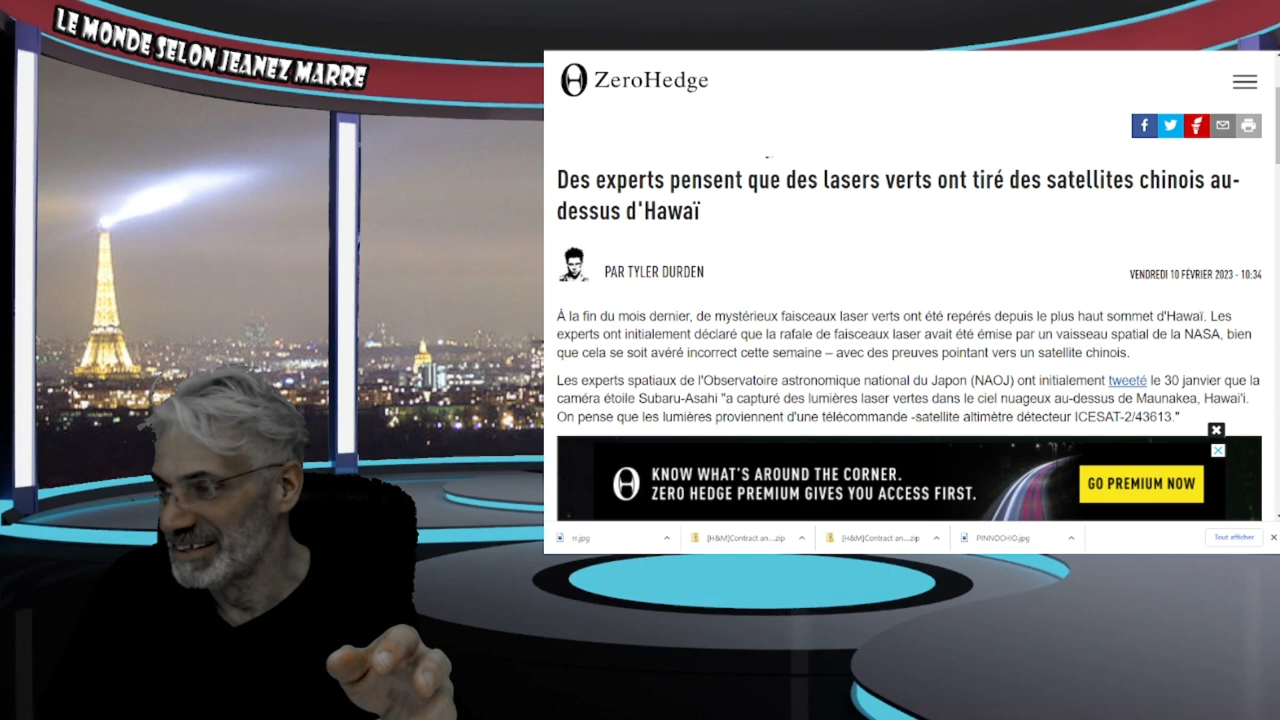 LE MONDE SELON JEANEZ MARRE
ZeroHedge
Des experts pensent que des lasers verts ont tiré des satellites chinois au-
dessus d'Hawaï
PAR TYLER DURDEN
VENDREDI 10 FÉVRIER 2023 - 10:34
À la fin du mois dernier, de mystérieux faisceaux laser verts ont été repérés depuis le plus haut sommet d'Hawaï. Les
experts ont initialement déclaré que la rafale de faisceaux laser avait été émise par un vaisseau spatial de la NASA, bien
que cela se soit avéré incorrect cette semaine – avec des preuves pointant vers un satellite chinois.
Les experts spatiaux de l'Observatoire astronomique national du Japon (NAOJ) ont initialement tweeté le 30 janvier que la
caméra étoile Subaru-Asahi "a capturé des lumières laser vertes dans le ciel nuageux au-dessus de Maunakea, Hawai'i.
On pense que les lumières proviennent d'une télécommande -satellite altimètre détecteur ICESAT-2/43613."
KNOW WHAT'S AROUND THE CORNER.
ZERO HEDGE PREMIUM GIVES YOU ACCESS FIRST.
GO PREMIUM NOW
rr.jpg
[H&M]Contract an....zip
[H&M]Contract an....zip
PINNOCHIO.jpg
Tout afficher